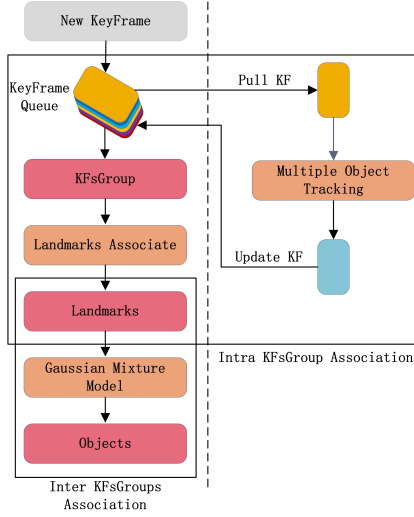 New KeyFrame
KeyFrame
Queue
Pull KF
KFsGroup
Multiple Object
Tracking
Landmarks Associate
Update KF
Landmarks
Intra KFsGroup Association
Gaussian Mixture
Model
Objects
Inter KFsGroups
Association